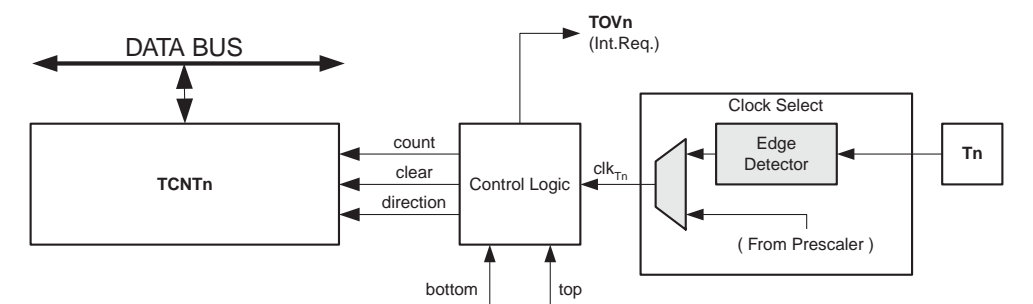 TOVn
(Int.Req.)
DATA BUS
Clock Select
count
Edge
Detector
Tn
TCNTn
clear
Control Logic
clkTn
direction
( From Prescaler )
bottom
top